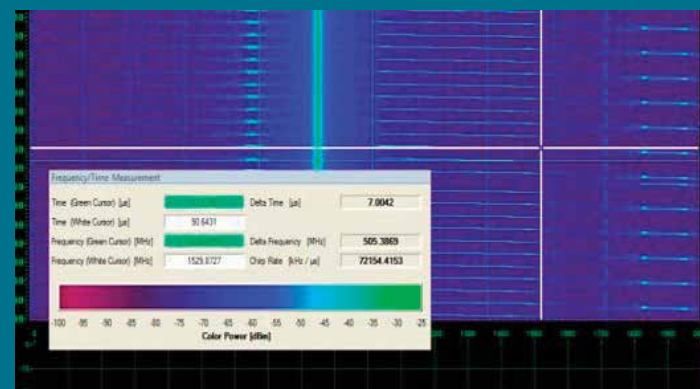 Frequency/Time Measurement
Time (Green Cursor) [µs] Delta Time [µs] 7.0042
Time (White Cursor) [µs] 90.6431
Frequency (Green Cursor) [MHz] Delta Frequency [MHz] 505.3869
Frequency (White Cursor) [MHz] 1529.8727 Chirp Rate [kHz / µs] 72154.4153
-100 -95 -90 -85 -80 -75 -70 -65 -60 -55 -50 -45 -40 -35 -30 -25
Color Power [dBm]